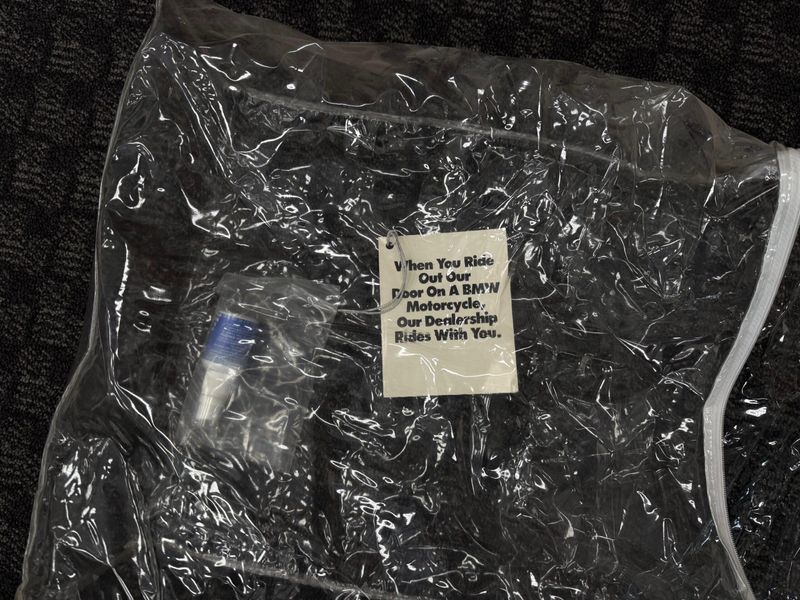 When You Ride
Out Our
Door On A BMW
Motorcycle,
Our Dealership
Rides With You.